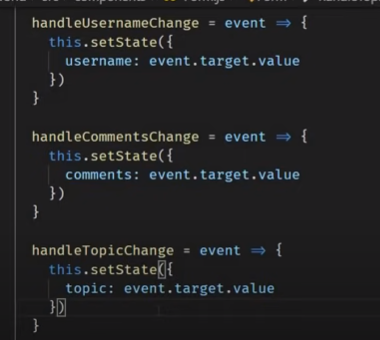 handleUsernameChange = event => {
this.setState({
username: event.target.value
})
}
handleCommentsChange = event => {
this.setState({
comments: event.target.value
})
}
handleTopicChange = event => {
this.setState({
topic: event.target.value
})
}